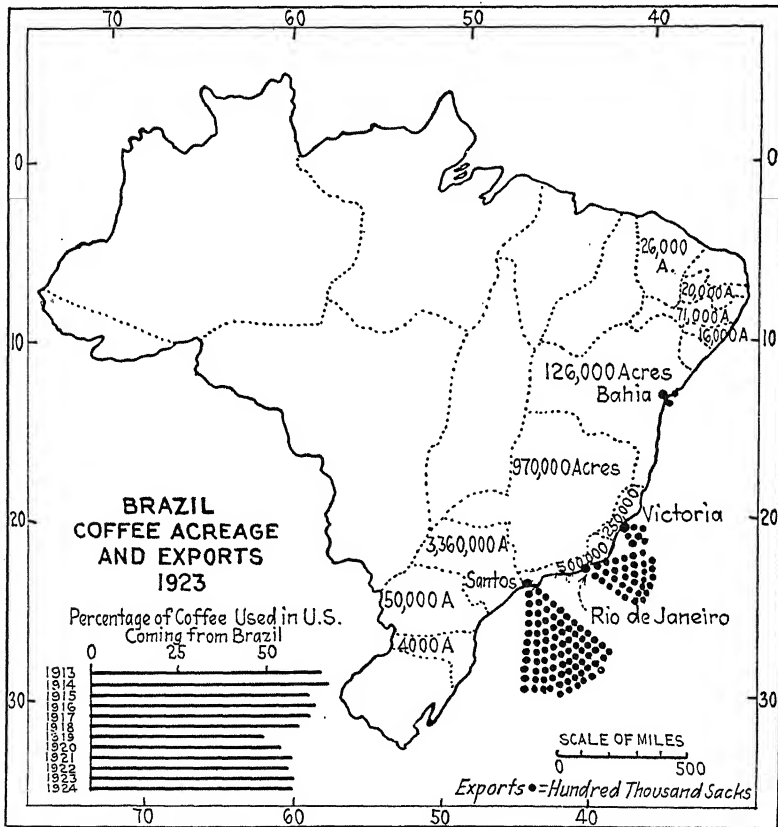 70 60 50 40
0 0
26,000
A.
20,000 A.
71,000 A
16,000 A
10 10
126,000 Acres
Bahia
970,000 Acres
250,000
Victoria
20 20
3,360,000 A
500,000
Santos
50,000 A
Rio de Janeiro
4000 A
BRAZIL
COFFEE ACREAGE
AND EXPORTS
1923
Percentage of Coffee Used in U.S.
Coming from Brazil
0 25 50
1913
1914
1915
1916
1917
1918
1919
1920
1921
1922
1923
1924
30 30
SCALE OF MILES
0 500
Exports •=Hundred Thousand Sacks
70 60 50 40